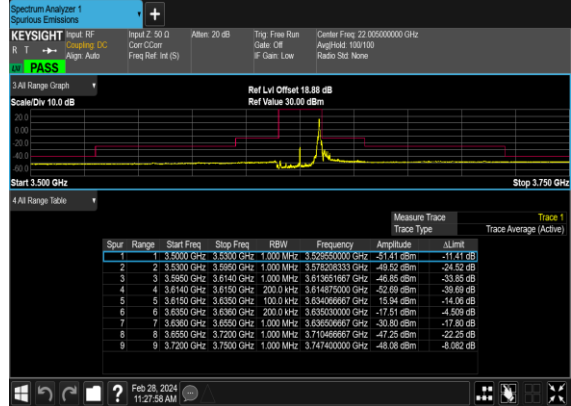 Spectrum Analyzer 1
Spurious Emissions
+
KEYSIGHT Input: RF Input Z: 50 Ω Atten: 20 dB Trig: Free Run Center Freq: 22.005000000 GHz
R T Coupling: DC Corr CCorr Gate: Off Avg|Hold: 100/100
Align: Auto Freq Ref: Int (S) IF Gain: Low Radio Std: None
LW PASS
3 All Range Graph
Ref Lvl Offset 18.88 dB
Scale/Div 10.0 dB Ref Value 30.00 dBm
20.0
0.00
-20.0
-40.0
-60.0
Start 3.500 GHz Stop 3.750 GHz
4 All Range Table
Measure Trace Trace 1
Trace Type Trace Average (Active)
Spur Range Start Freq Stop Freq RBW Frequency Amplitude ΔLimit
1 1 3.5000 GHz 3.5300 GHz 1.000 MHz 3.529550000 GHz -51.41 dBm -11.41 dB
2 2 3.5300 GHz 3.5950 GHz 1.000 MHz 3.578208333 GHz -49.52 dBm -24.52 dB
3 3 3.5950 GHz 3.6140 GHz 1.000 MHz 3.613651667 GHz -46.85 dBm -33.85 dB
4 4 3.6140 GHz 3.6150 GHz 200.0 kHz 3.614875000 GHz -52.69 dBm -39.69 dB
5 5 3.6150 GHz 3.6350 GHz 100.0 kHz 3.634066667 GHz 15.94 dBm -14.06 dB
6 6 3.6350 GHz 3.6360 GHz 200.0 kHz 3.635030000 GHz -17.51 dBm -4.509 dB
7 7 3.6360 GHz 3.6550 GHz 1.000 MHz 3.636506667 GHz -30.80 dBm -17.80 dB
8 8 3.6550 GHz 3.7200 GHz 1.000 MHz 3.710466667 GHz -47.25 dBm -22.25 dB
9 9 3.7200 GHz 3.7500 GHz 1.000 MHz 3.747400000 GHz -48.08 dBm -8.082 dB
? Feb 28, 2024
11:27:58 AM